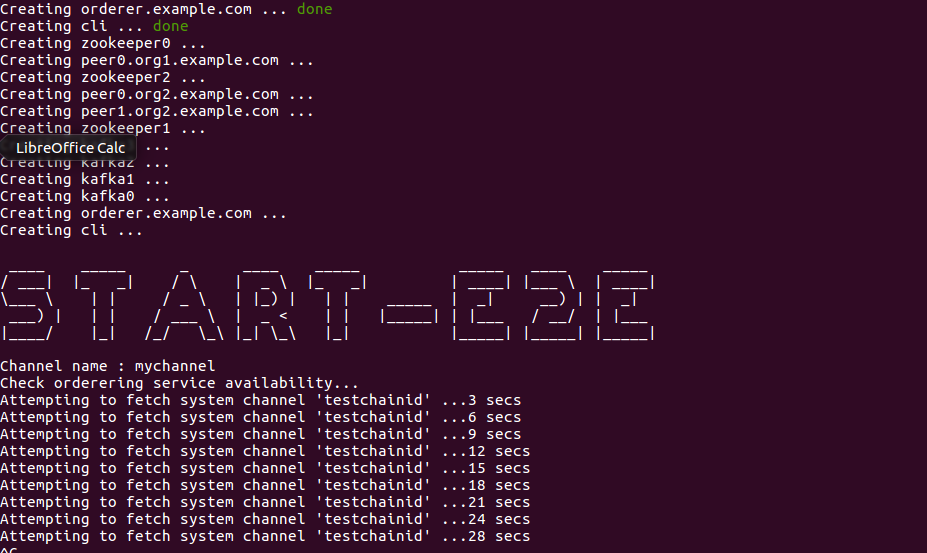 Creating orderer.example.com ... done
Creating cli ... done
Creating zookeeper0 ...
Creating peer0.org1.example.com ...
Creating zookeeper2 ...
Creating peer0.org2.example.com ...
Creating peer1.org2.example.com ...
Creating zookeeper1 ...
LibreOffice Calc ...
Creating kafka2 ...
Creating kafka1 ...
Creating kafka0 ...
Creating orderer.example.com ...
Creating cli ...
START-E2E
Channel name : mychannel
Check orderering service availability...
Attempting to fetch system channel 'testchainid' ...3 secs
Attempting to fetch system channel 'testchainid' ...6 secs
Attempting to fetch system channel 'testchainid' ...9 secs
Attempting to fetch system channel 'testchainid' ...12 secs
Attempting to fetch system channel 'testchainid' ...15 secs
Attempting to fetch system channel 'testchainid' ...18 secs
Attempting to fetch system channel 'testchainid' ...21 secs
Attempting to fetch system channel 'testchainid' ...24 secs
Attempting to fetch system channel 'testchainid' ...28 secs
^C